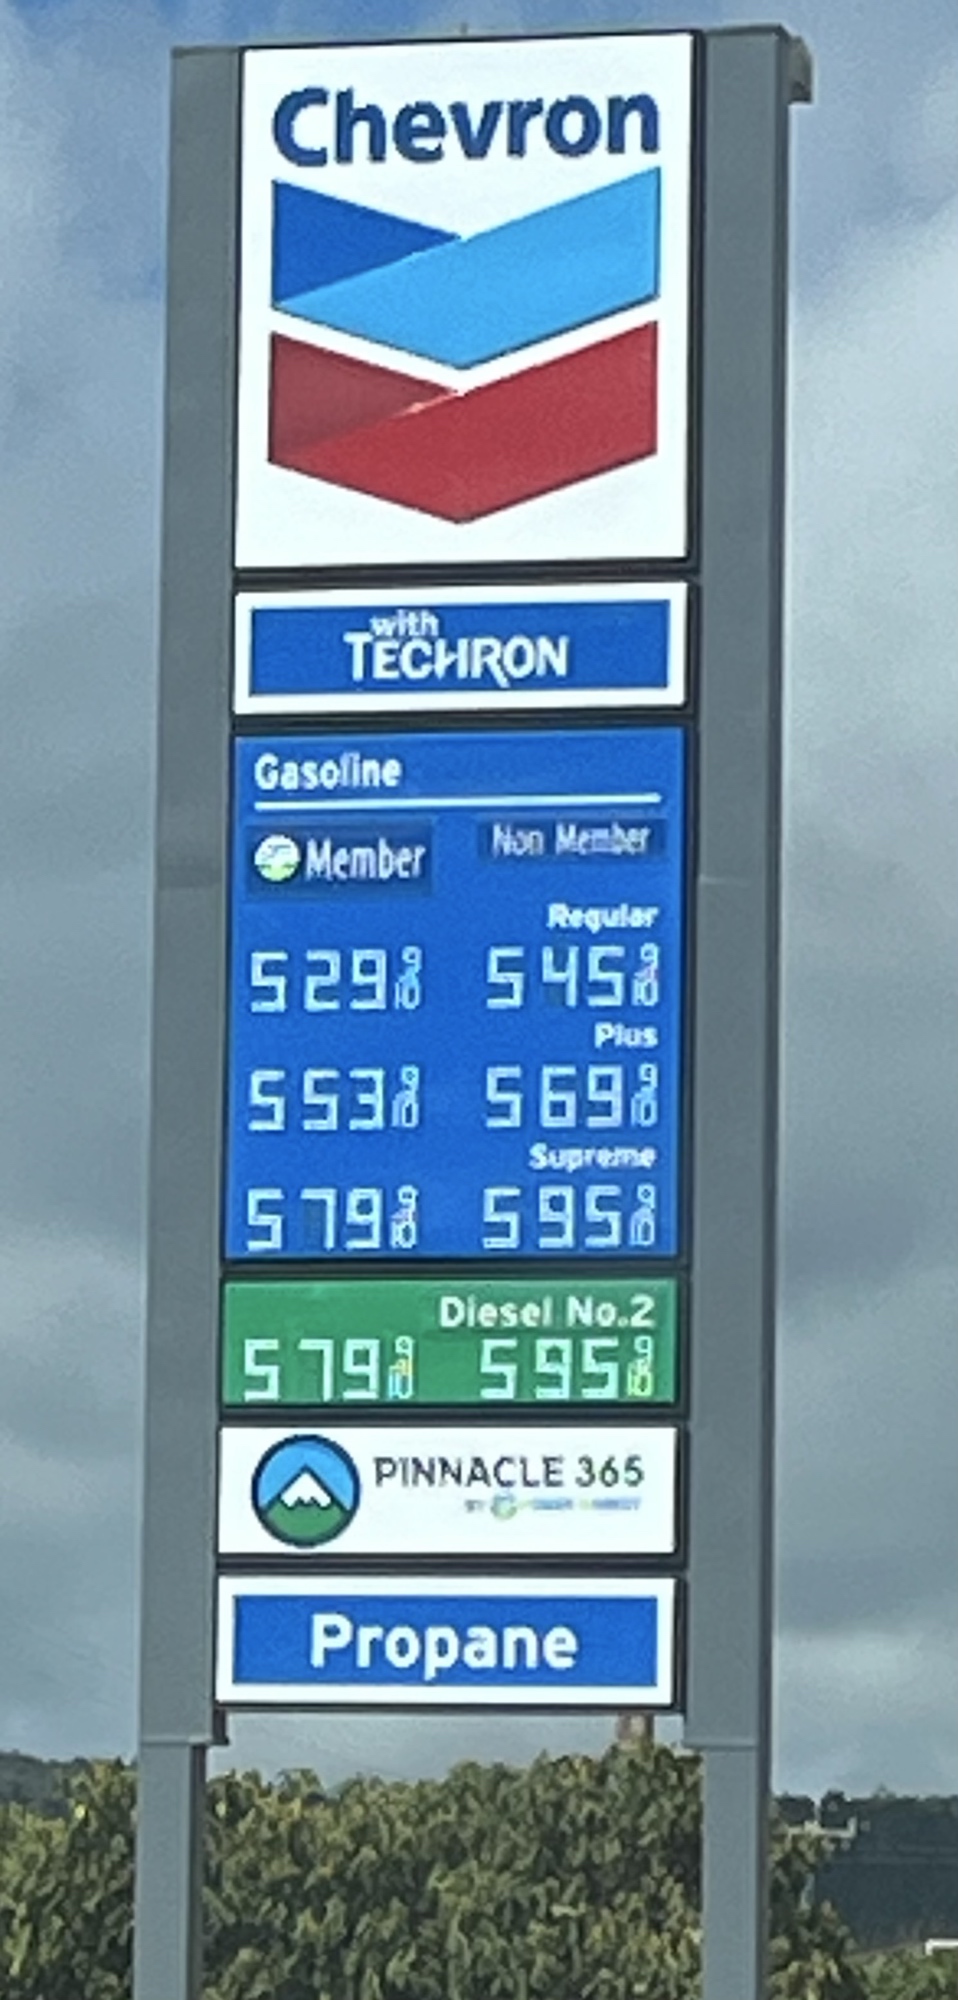 Chevron
with
TECHRON
Gasoline
Member Non Member
Regular
5 29 9/10 5 45 9/10
Plus
5 53 9/10 5 69 9/10
Supreme
5 79 9/10 5 95 9/10
Diesel No.2
5 79 9/10 5 95 9/10
PINNACLE 365
BY
Propane